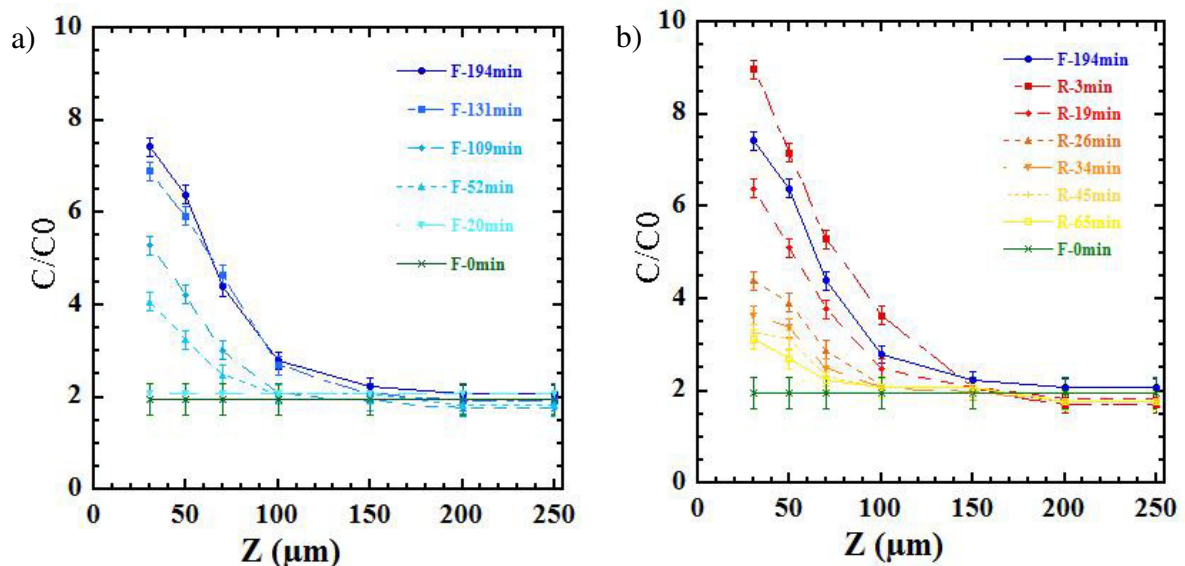 a)
10
8
6
4
2
0
C/C0
F-194min
F-131min
F-109min
F-52min
F-20min
F-0min
0 50 100 150 200 250
Z (µm)
b)
10
8
6
4
2
0
C/C0
F-194min
R-3min
R-19min
R-26min
R-34min
R-45min
R-65min
F-0min
0 50 100 150 200 250
Z (µm)